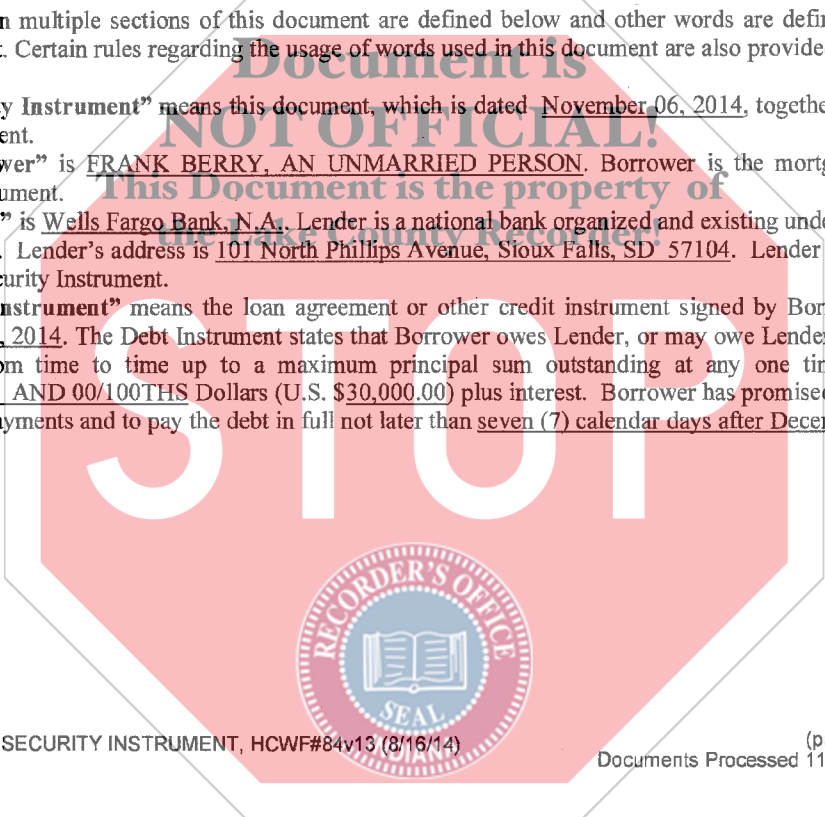 n multiple sections of this document are defined below and other words are defin
t. Certain rules regarding the usage of words used in this document are also provide
Document is
y Instrument” means this document, which is dated November 06, 2014, togethe
ent.
NOT OFFICIAL!
wer” is FRANK BERRY, AN UNMARRIED PERSON. Borrower is the mortg
ument.
This Document is the property of
” is Wells Fargo Bank, N.A.. Lender is a national bank organized and existing unde
the Lake County Recorder!
. Lender’s address is 101 North Phillips Avenue, Sioux Falls, SD 57104. Lender
curity Instrument.
nstrument” means the loan agreement or other credit instrument signed by Bor
, 2014. The Debt Instrument states that Borrower owes Lender, or may owe Lender
om time to time up to a maximum principal sum outstanding at any one tim
AND 00/100THS Dollars (U.S. $30,000.00) plus interest. Borrower has promised
yments and to pay the debt in full not later than seven (7) calendar days after Decem
STOP
RECORDER'S OFFICE
SEAL
INDIANA
SECURITY INSTRUMENT, HCWF#84v13 (8/16/14)
(p
Documents Processed 11